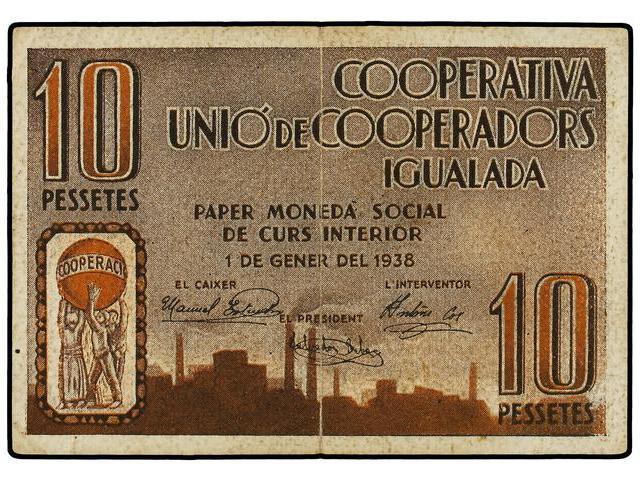 10
PESSETES
COOPERATIVA
UNIÓ DE COOPERADORS
IGUALADA
PAPER MONEDA SOCIAL
DE CURS INTERIOR
1 DE GENER DEL 1938
COOPERACI
EL CAIXER
L'INTERVENTOR
EL PRESIDENT
Manuel
10
PESSETES